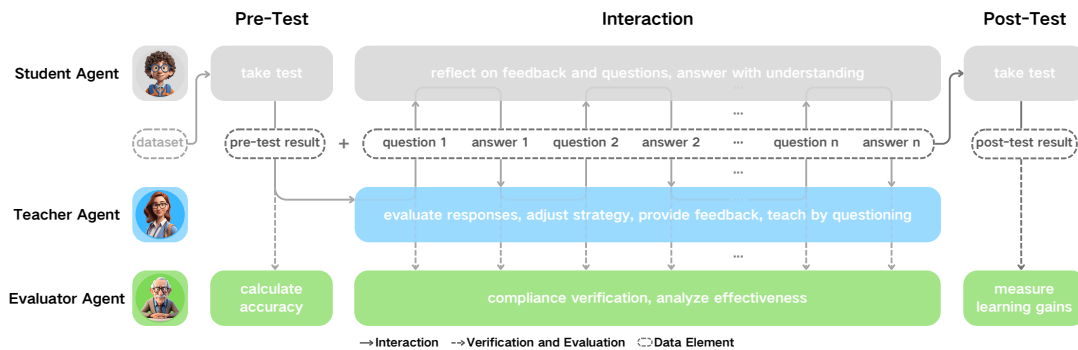 Pre-Test
Interaction
Post-Test
Student Agent
take test
reflect on feedback and questions, answer with understanding
take test
...
...
dataset
pre-test result
+
question 1
answer 1
question 2
answer 2
...
question n
answer n
post-test result
...
Teacher Agent
evaluate responses, adjust strategy, provide feedback, teach by questioning
...
Evaluator Agent
calculate
accuracy
compliance verification, analyze effectiveness
measure
learning gains
Interaction
Verification and Evaluation
Data Element